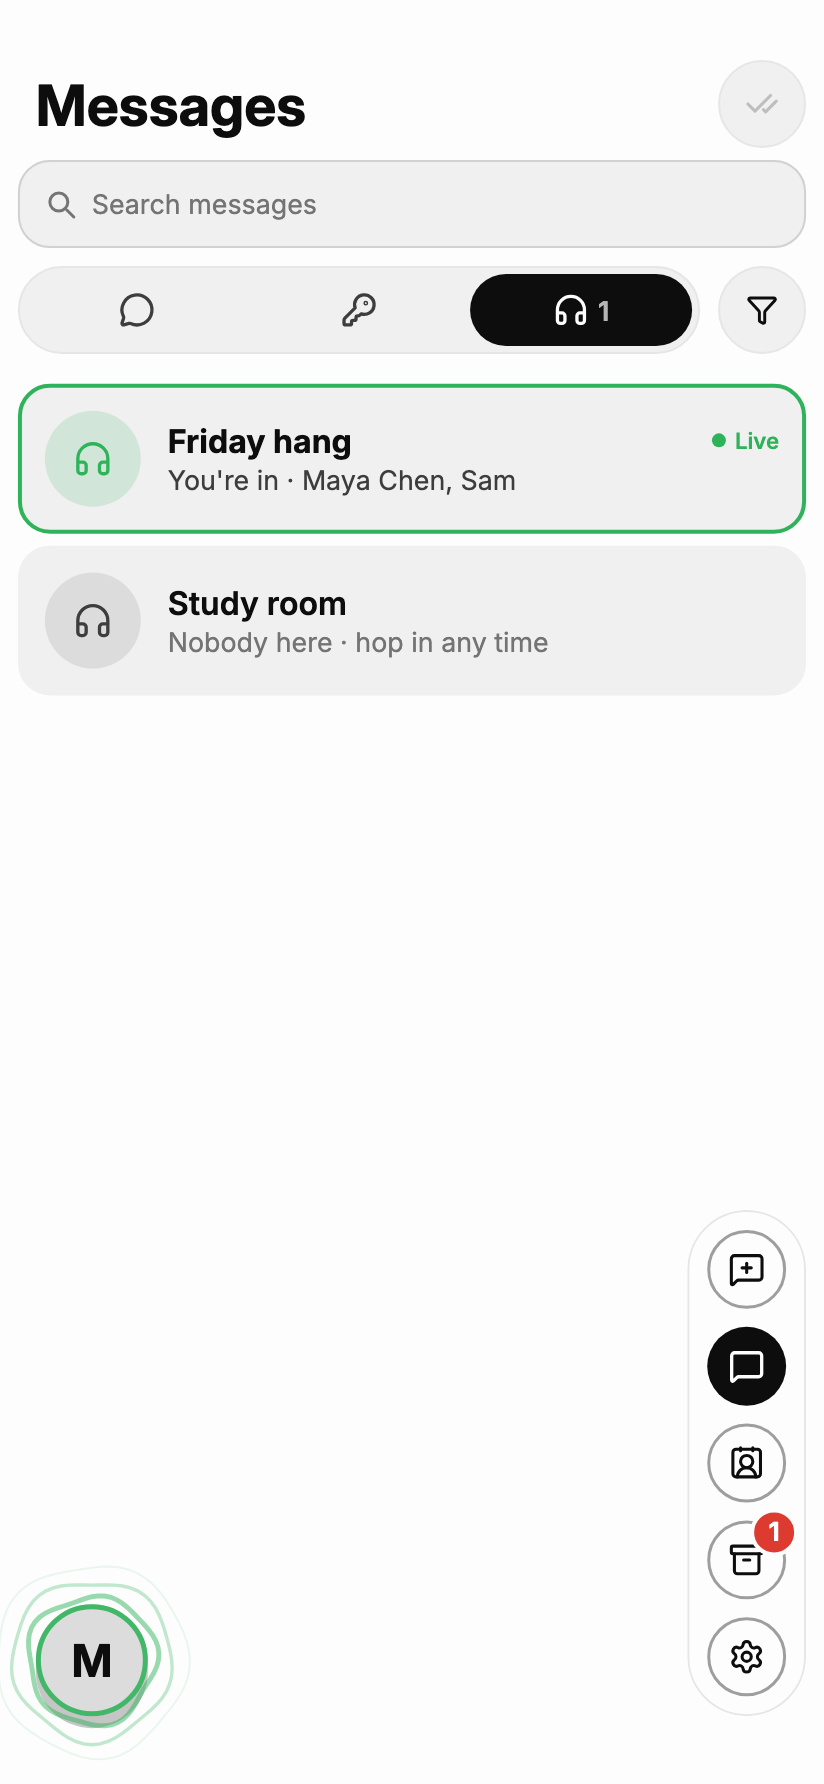 Messages
Search messages
1
Friday hang
Live
You're in · Maya Chen, Sam
Study room
Nobody here · hop in any time
1
M